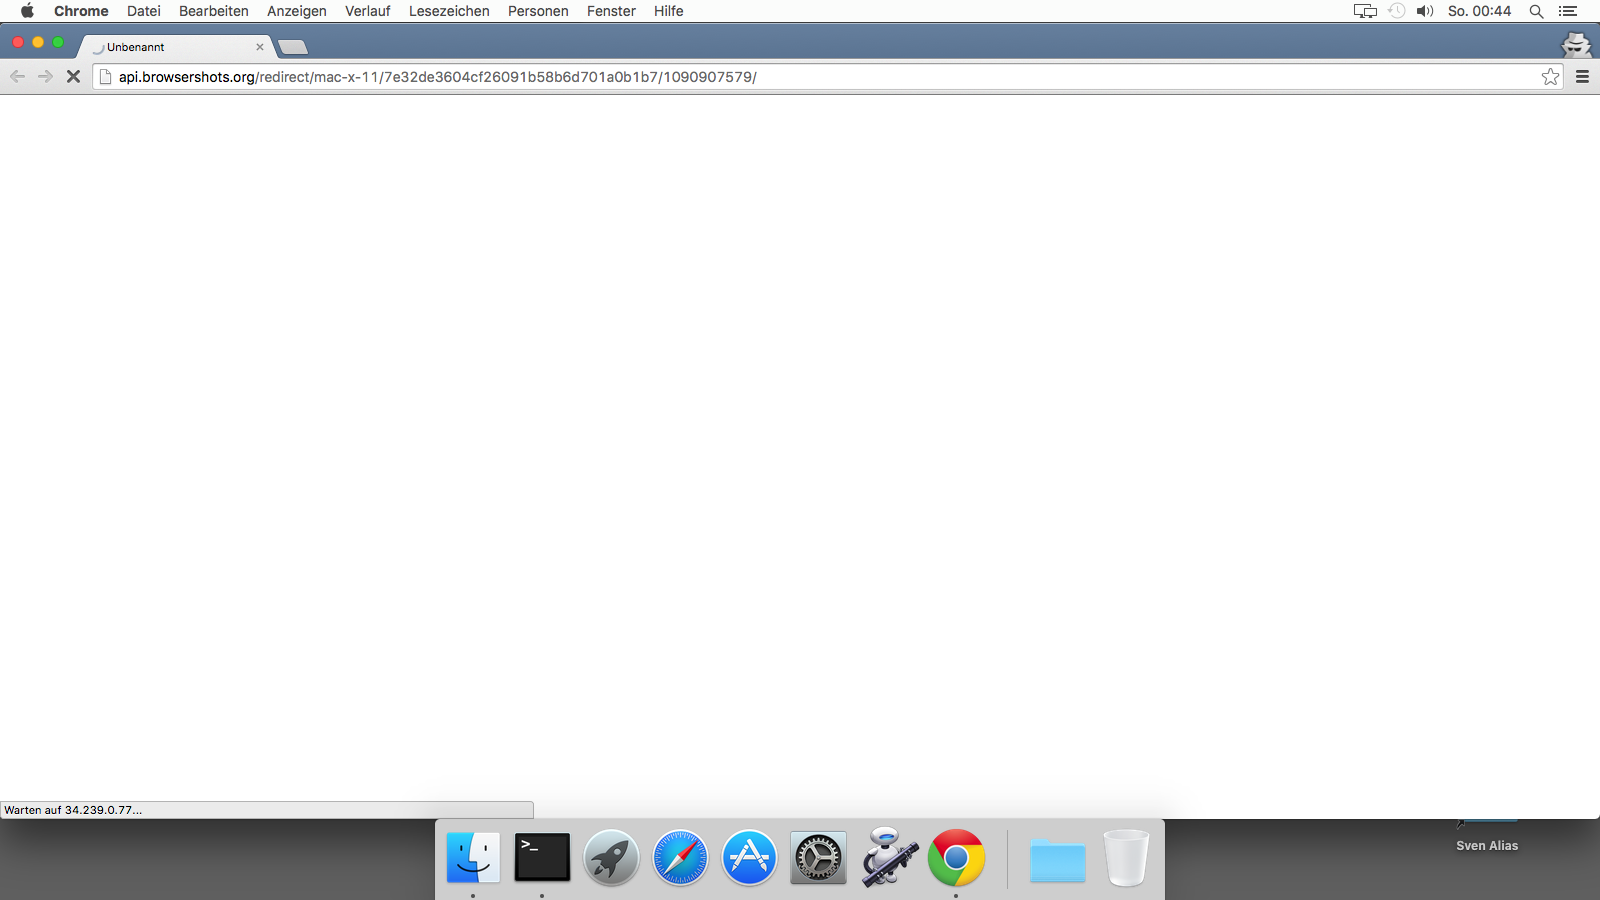 Chrome Datei Bearbeiten Anzeigen Verlauf Lesezeichen Personen Fenster Hilfe So. 00:44
Unbenannt
api.browsershots.org/redirect/mac-x-11/7e32de3604cf26091b58b6d701a0b1b7/1090907579/
Warten auf 34.239.0.77...
>_
Sven Alias